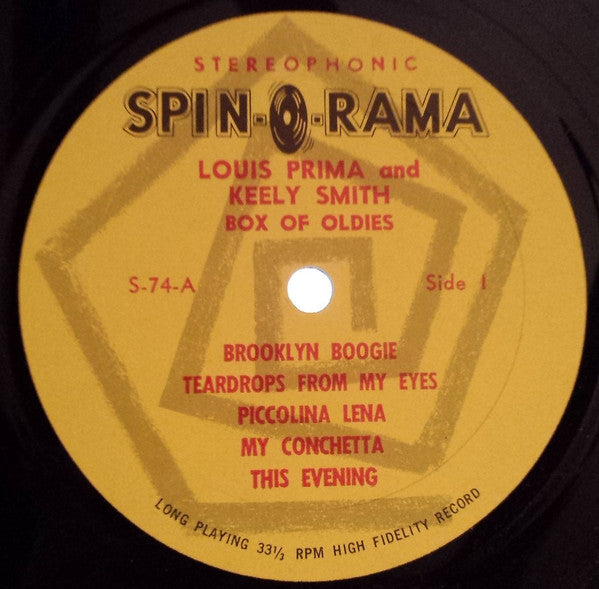 STEREOPHONIC
SPIN-O-RAMA
LOUIS PRIMA and
KEELY SMITH
BOX OF OLDIES
S-74-A
Side 1
BROOKLYN BOOGIE
TEARDROPS FROM MY EYES
PICCOLINA LENA
MY CONCHETTA
THIS EVENING
LONG PLAYING 33⅓ RPM HIGH FIDELITY RECORD